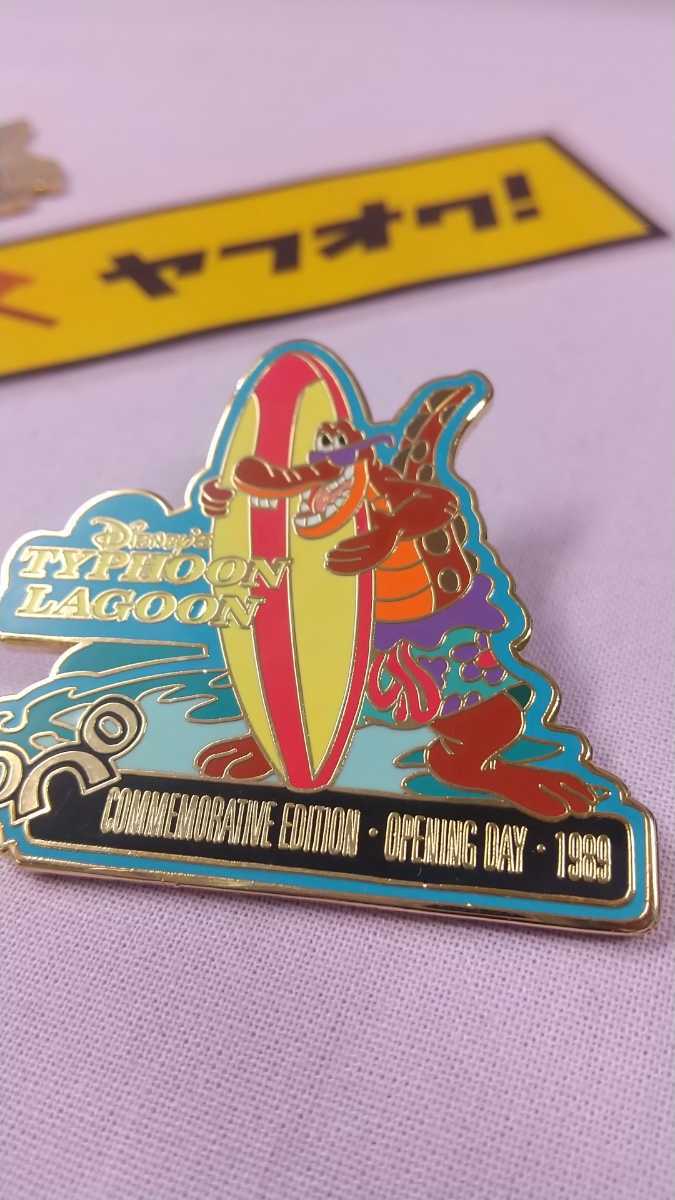 ヤフオク!
Disney's
TYPHOON
LAGOON
COMMEMORATIVE EDITION · OPENING DAY · 1989